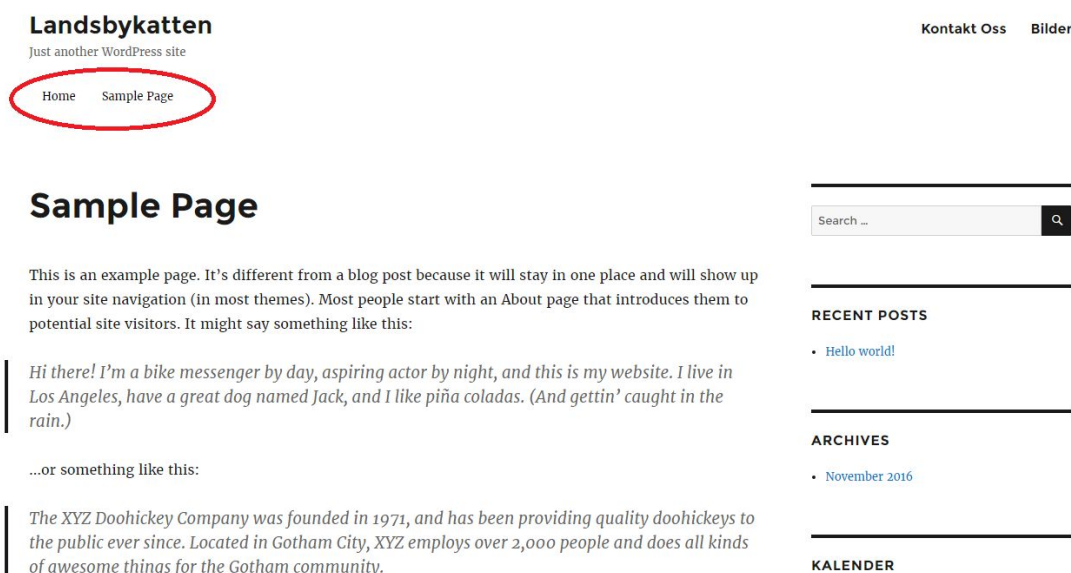 Landsbykatten
Just another WordPress site
Kontakt Oss Bilder
Home Sample Page
Sample Page
This is an example page. It’s different from a blog post because it will stay in one place and will show up
in your site navigation (in most themes). Most people start with an About page that introduces them to
potential site visitors. It might say something like this:
Hi there! I’m a bike messenger by day, aspiring actor by night, and this is my website. I live in
Los Angeles, have a great dog named Jack, and I like piña coladas. (And gettin’ caught in the
rain.)
…or something like this:
The XYZ Doohickey Company was founded in 1971, and has been providing quality doohickeys to
the public ever since. Located in Gotham City, XYZ employs over 2,000 people and does all kinds
of awesome things for the Gotham community.
Search …
RECENT POSTS
• Hello world!
ARCHIVES
• November 2016
KALENDER